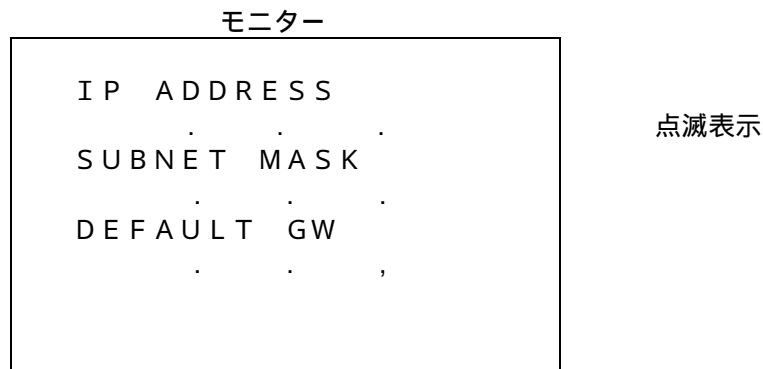 モニター
ＩＰ　ＡＤＤＲＥＳＳ
．　．　．
点滅表示
ＳＵＢＮＥＴ　ＭＡＳＫ
．　．　．
ＤＥＦＡＵＬＴ　ＧＷ
．　．　，